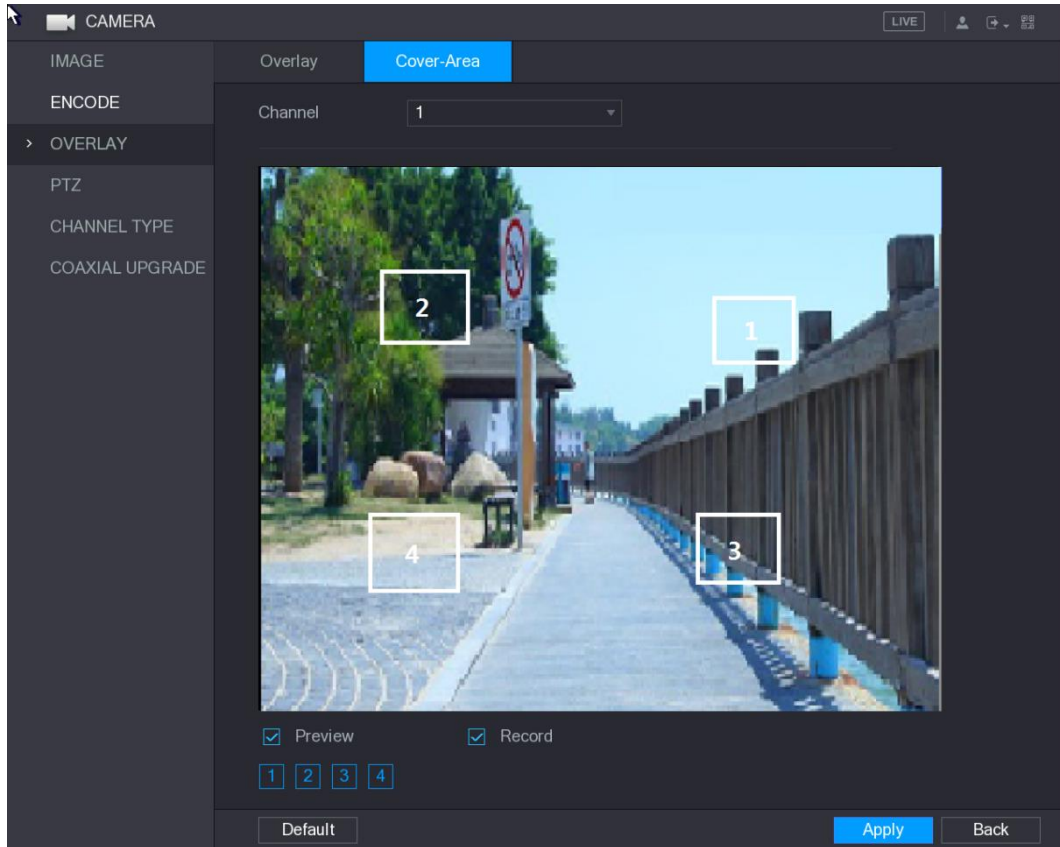 CAMERA
LIVE
IMAGE
ENCODE
OVERLAY
PTZ
CHANNEL TYPE
COAXIAL UPGRADE
Overlay
Cover-Area
Channel
1
2
1
4
3
Preview
Record
1
2
3
4
Default
Apply
Back